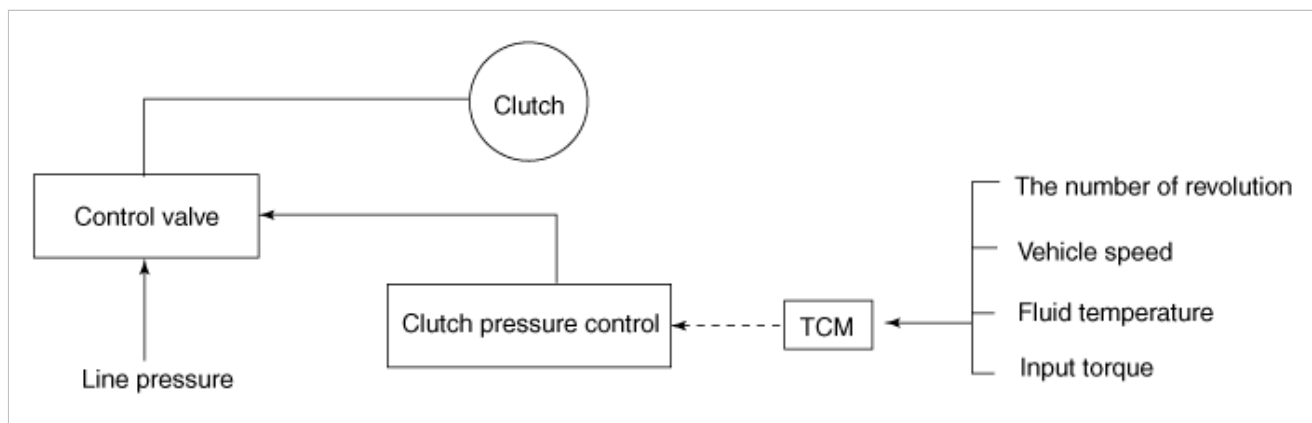 Clutch
Control valve
Line pressure
Clutch pressure control
TCM
The number of revolution
Vehicle speed
Fluid temperature
Input torque